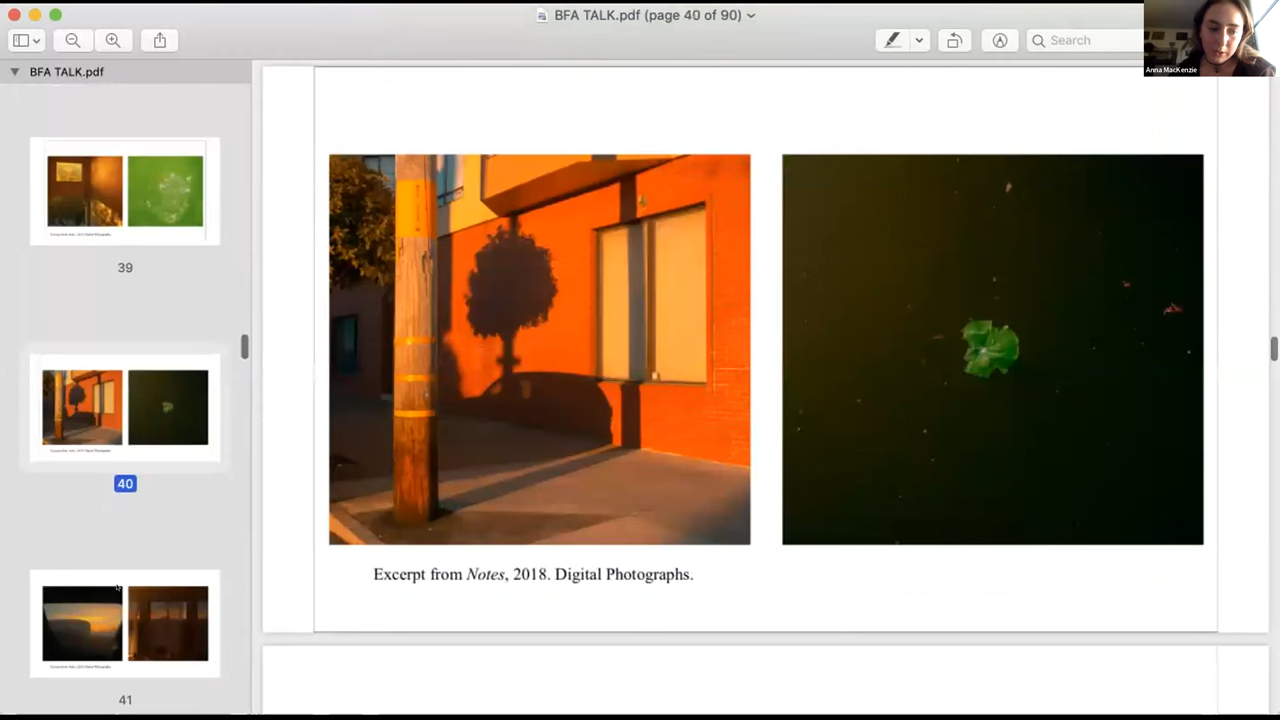 BFA TALK.pdf (page 40 of 90)
Search
Anna MacKenzie
BFA TALK.pdf
39
40
41
Excerpt from Notes, 2018. Digital Photographs.